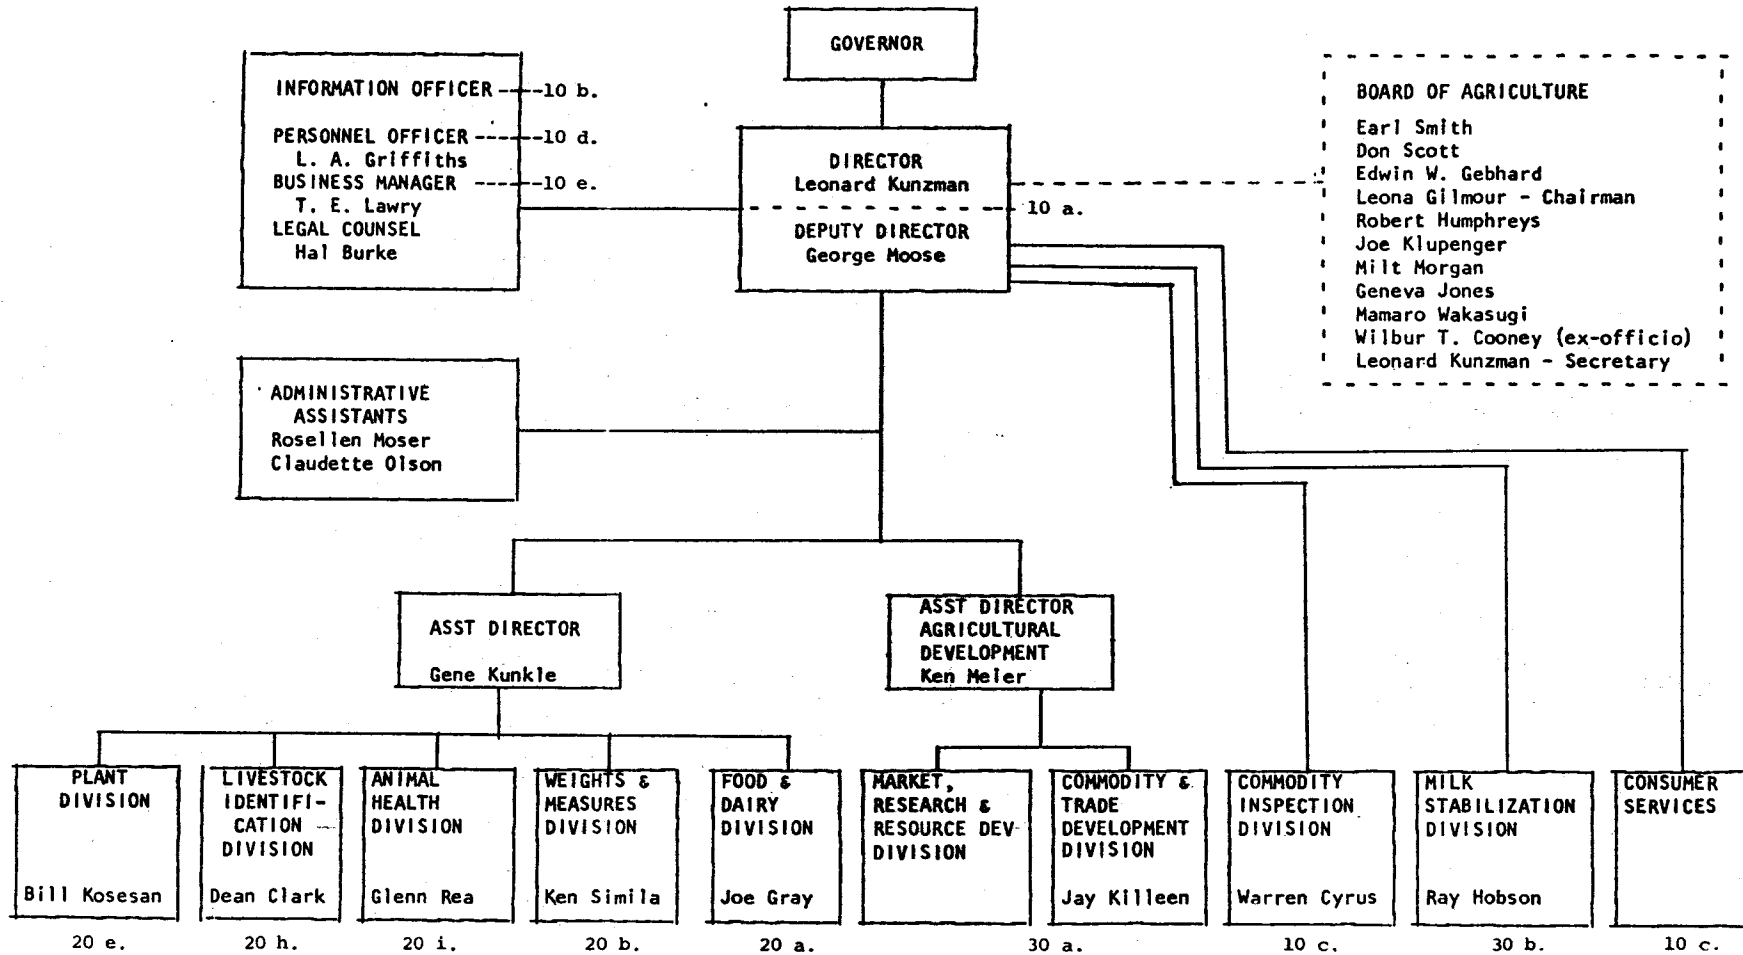 GOVERNOR
INFORMATION OFFICER ----10 b.
PERSONNEL OFFICER ----10 d.
L. A. Griffiths
BUSINESS MANAGER ----10 e.
T. E. Lawry
LEGAL COUNSEL
Hal Burke
DIRECTOR
Leonard Kunzman
10 a.
DEPUTY DIRECTOR
George Moose
BOARD OF AGRICULTURE
Earl Smith
Don Scott
Edwin W. Gebhard
Leona Gilmour - Chairman
Robert Humphreys
Joe Klupenger
Milt Morgan
Geneva Jones
Mamaro Wakasugi
Wilbur T. Cooney (ex-officio)
Leonard Kunzman - Secretary
ADMINISTRATIVE
ASSISTANTS
Rosellen Moser
Claudette Olson
ASST DIRECTOR
Gene Kunkle
ASST DIRECTOR
AGRICULTURAL
DEVELOPMENT
Ken Meier
PLANT
DIVISION
Bill Kosesan
20 e.
LIVESTOCK
IDENTIFI-
CATION
DIVISION
Dean Clark
20 h.
ANIMAL
HEALTH
DIVISION
Glenn Rea
20 i.
WEIGHTS &
MEASURES
DIVISION
Ken Simila
20 b.
FOOD &
DAIRY
DIVISION
Joe Gray
20 a.
MARKET,
RESEARCH &
RESOURCE DEV
DIVISION
COMMODITY &
TRADE
DEVELOPMENT
DIVISION
Jay Killeen
30 a.
COMMODITY
INSPECTION
DIVISION
Warren Cyrus
10 c.
MILK
STABILIZATION
DIVISION
Ray Hobson
30 b.
CONSUMER
SERVICES
10 c.